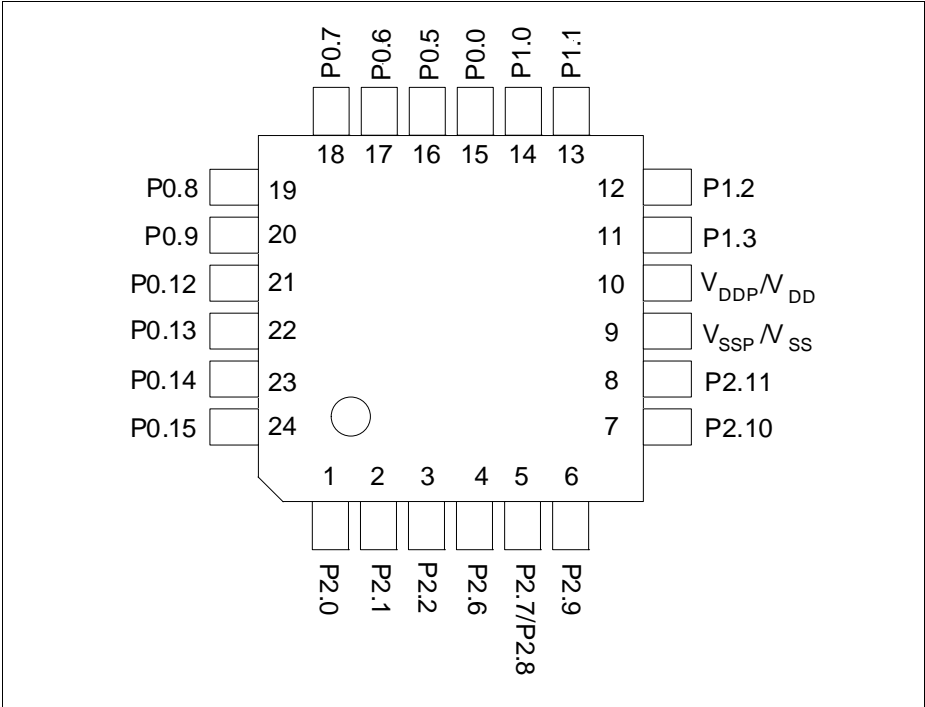 P0.7 P0.6 P0.5 P0.0 P1.0 P1.1
18 17 16 15 14 13
P0.8 19 12 P1.2
P0.9 20 11 P1.3
P0.12 21 10 VDDP/VDD
P0.13 22 9 VSSP/VSS
P0.14 23 8 P2.11
P0.15 24 7 P2.10
1 2 3 4 5 6
P2.0 P2.1 P2.2 P2.6 P2.7/P2.8 P2.9